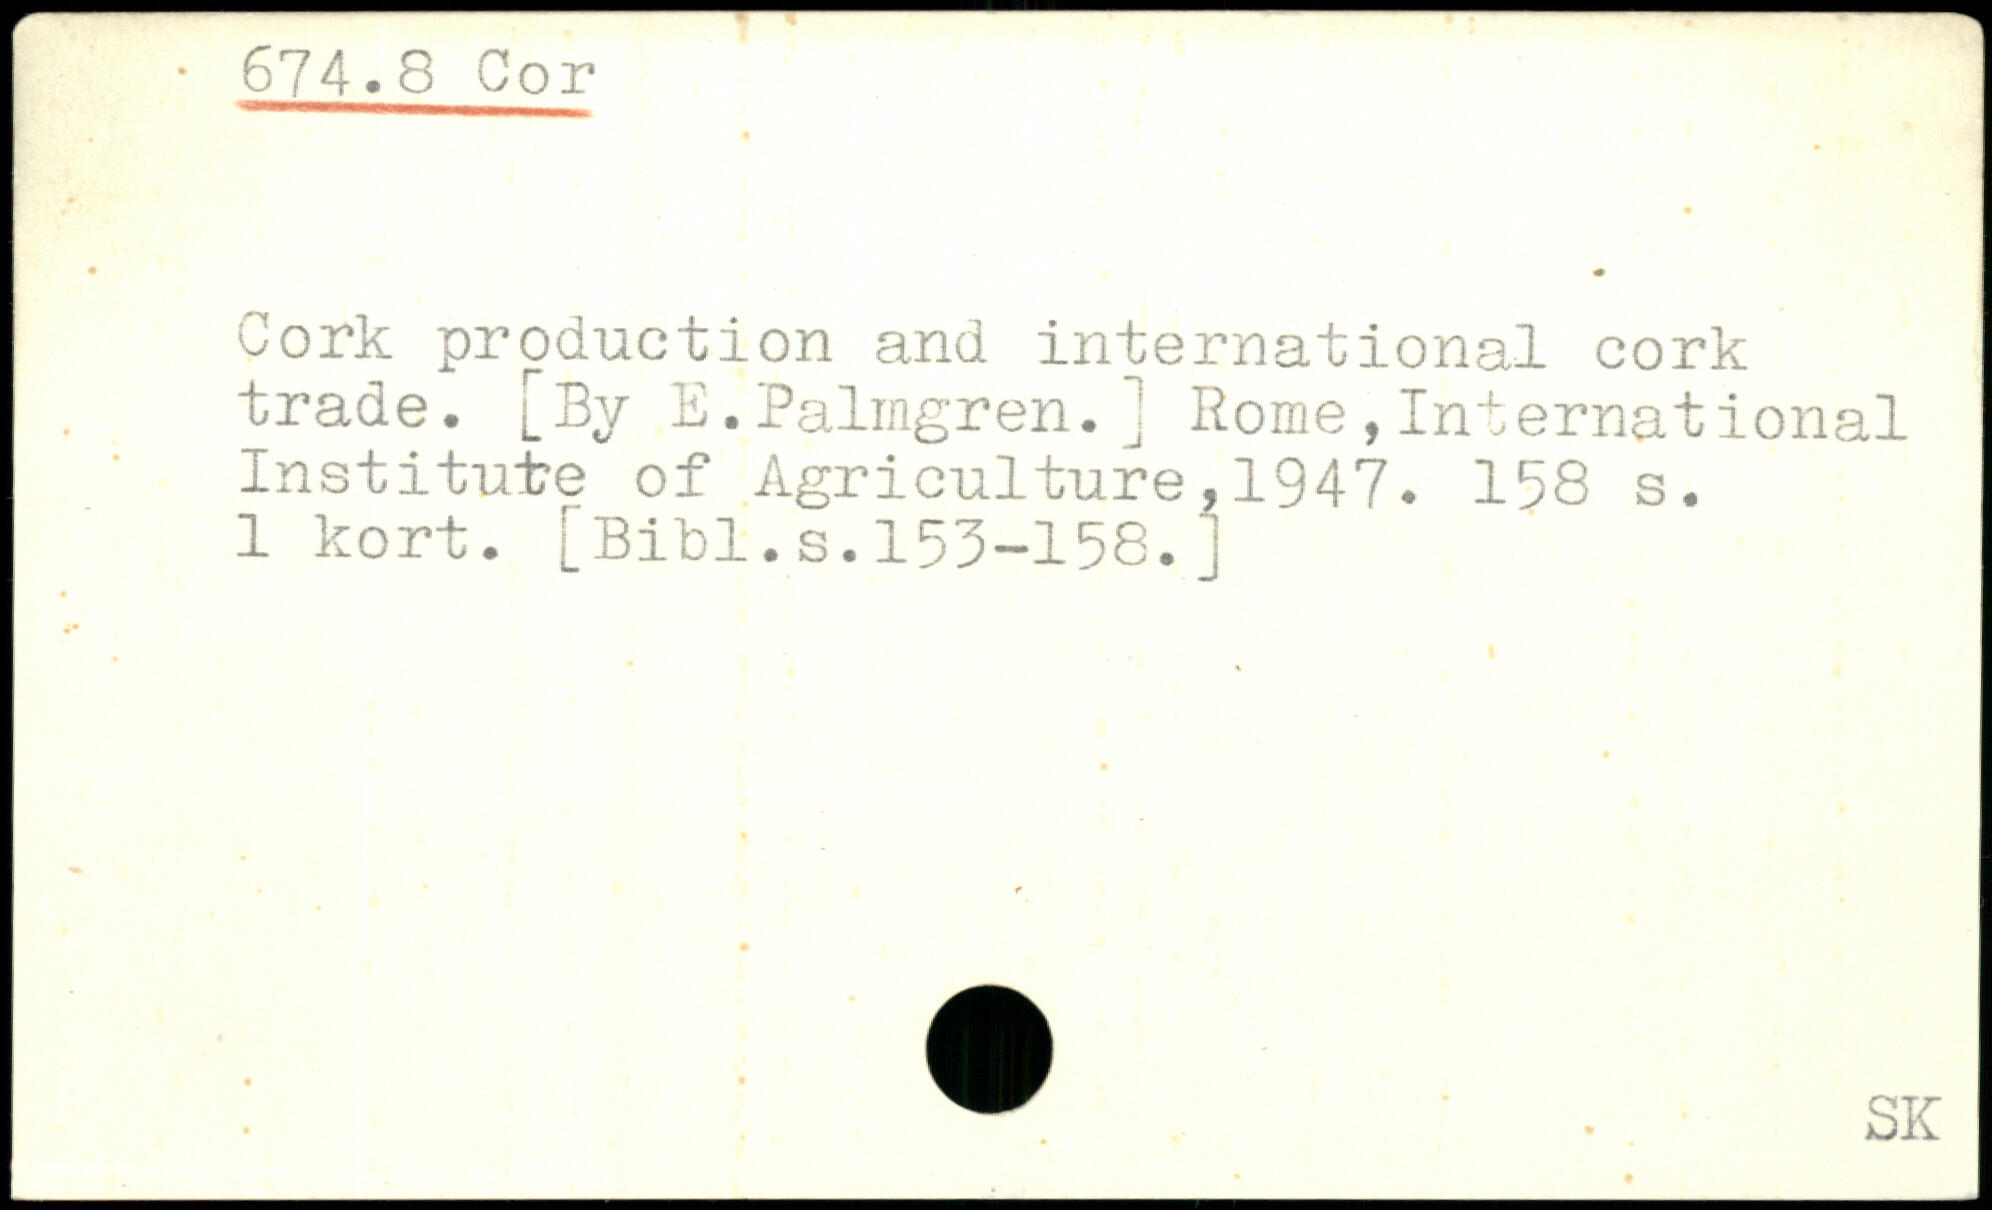 674.8 Cor
Cork production and international cork
trade. [By E.Palmgren.] Rome,International
Institute of Agriculture,1947. 158 s.
1 kort. [Bibl.s.153-158.]
SK